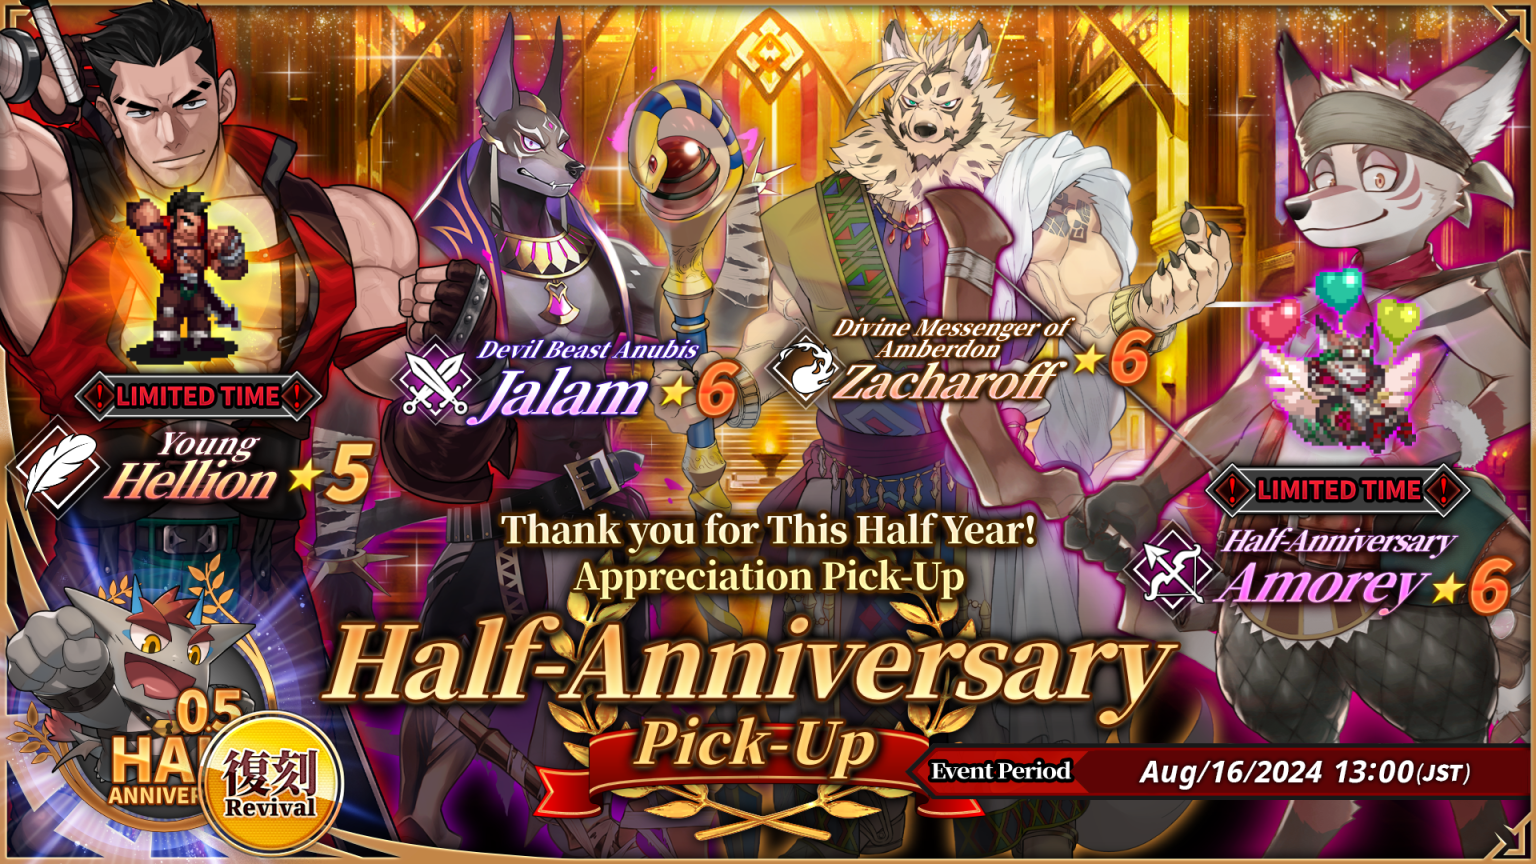 LIMITED TIME
Young
Hellion ★5
Devil Beast Anubis
Jalam ★6
Divine Messenger of
Amberdon
Zacharoff ★6
LIMITED TIME
Half-Anniversary
Amorey ★6
Thank you for This Half Year!
Appreciation Pick-Up
Half-Anniversary
Pick-Up
Event Period
Aug/16/2024 13:00(JST)
05
復刻
Revival